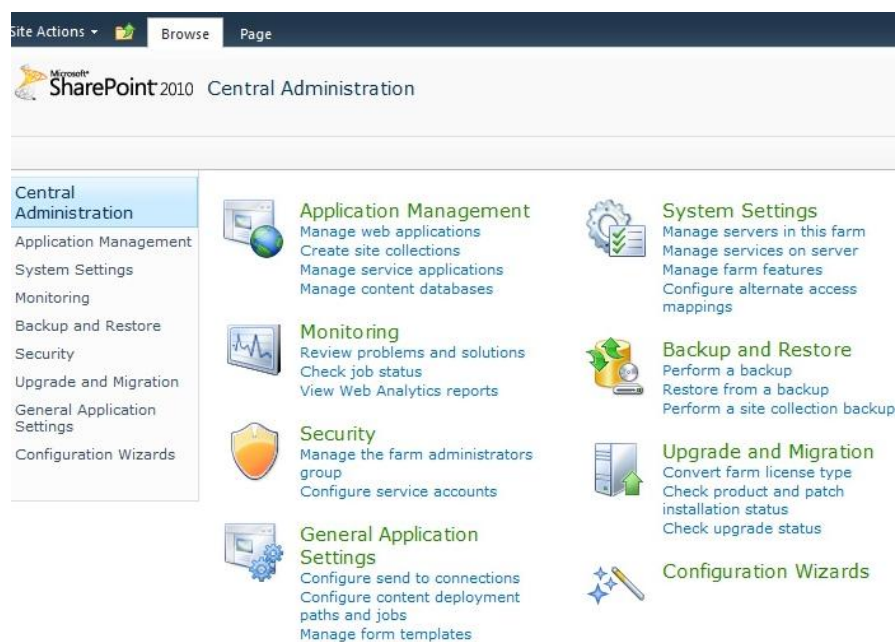 Site Actions
Browse
Page
Microsoft
SharePoint 2010 Central Administration
Central
Administration
Application Management
System Settings
Monitoring
Backup and Restore
Security
Upgrade and Migration
General Application
Settings
Configuration Wizards
Application Management
Manage web applications
Create site collections
Manage service applications
Manage content databases
Monitoring
Review problems and solutions
Check job status
View Web Analytics reports
Security
Manage the farm administrators
group
Configure service accounts
General Application
Settings
Configure send to connections
Configure content deployment
paths and jobs
Manage form templates
System Settings
Manage servers in this farm
Manage services on server
Manage farm features
Configure alternate access
mappings
Backup and Restore
Perform a backup
Restore from a backup
Perform a site collection backup
Upgrade and Migration
Convert farm license type
Check product and patch
installation status
Check upgrade status
Configuration Wizards